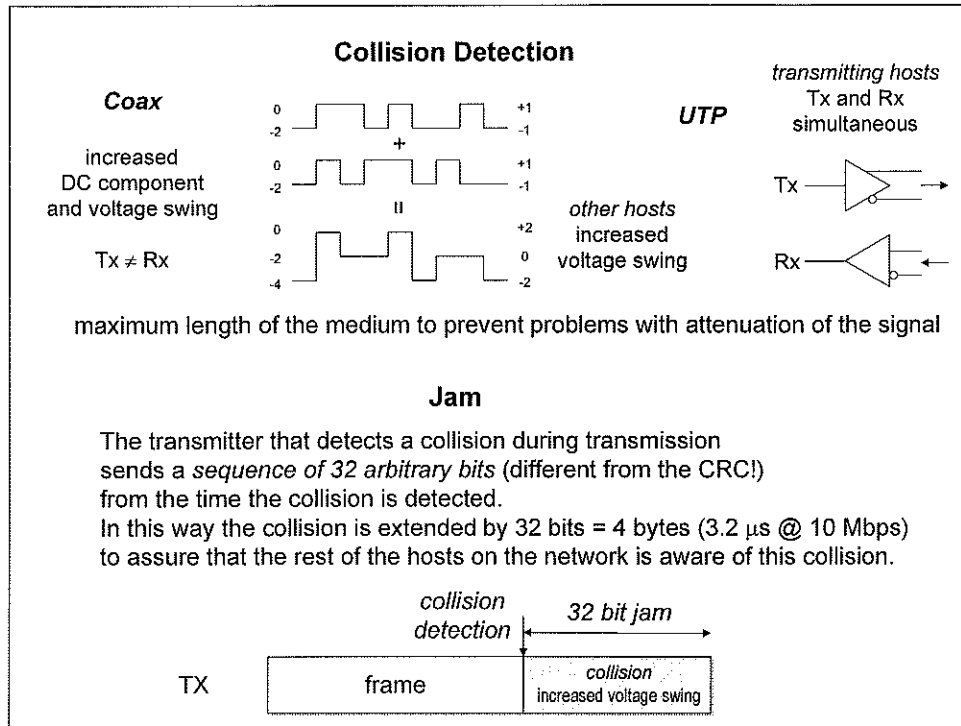 Collision Detection
Coax
increased
DC component
and voltage swing
Tx ≠ Rx
0
-2
+1
-1
+
0
-2
+1
-1
=
0
-2
-4
+2
0
-2
UTP
other hosts
increased
voltage swing
transmitting hosts
Tx and Rx
simultaneous
Tx
Rx
maximum length of the medium to prevent problems with attenuation of the signal
Jam
The transmitter that detects a collision during transmission
sends a sequence of 32 arbitrary bits (different from the CRC!)
from the time the collision is detected.
In this way the collision is extended by 32 bits = 4 bytes (3.2 μs @ 10 Mbps)
to assure that the rest of the hosts on the network is aware of this collision.
collision
detection
32 bit jam
TX
frame
collision
increased voltage swing